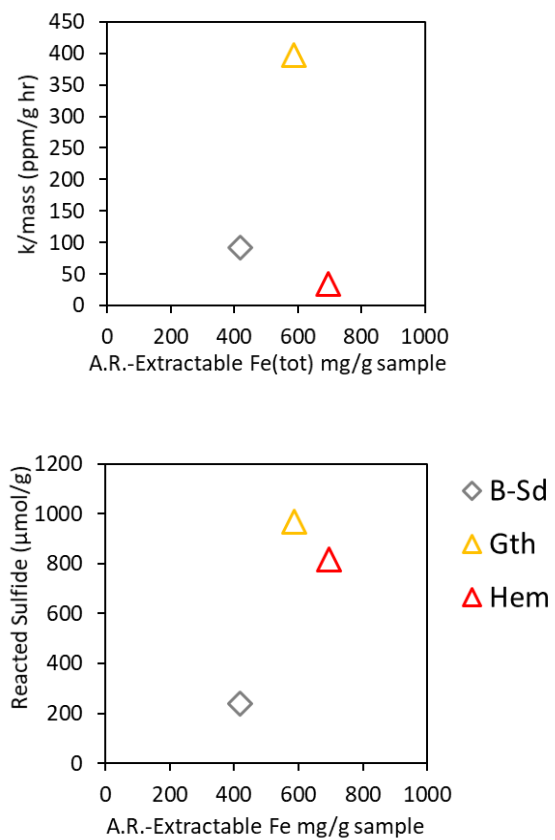 450
400
350
300
250
200
150
100
50
0
k/mass (ppm/g hr)
0 200 400 600 800 1000
A.R.-Extractable Fe(tot) mg/g sample
1200
1000
800
600
400
200
0
Reacted Sulfide (µmol/g)
0 200 400 600 800 1000
A.R.-Extractable Fe mg/g sample
B-Sd
Gth
Hem